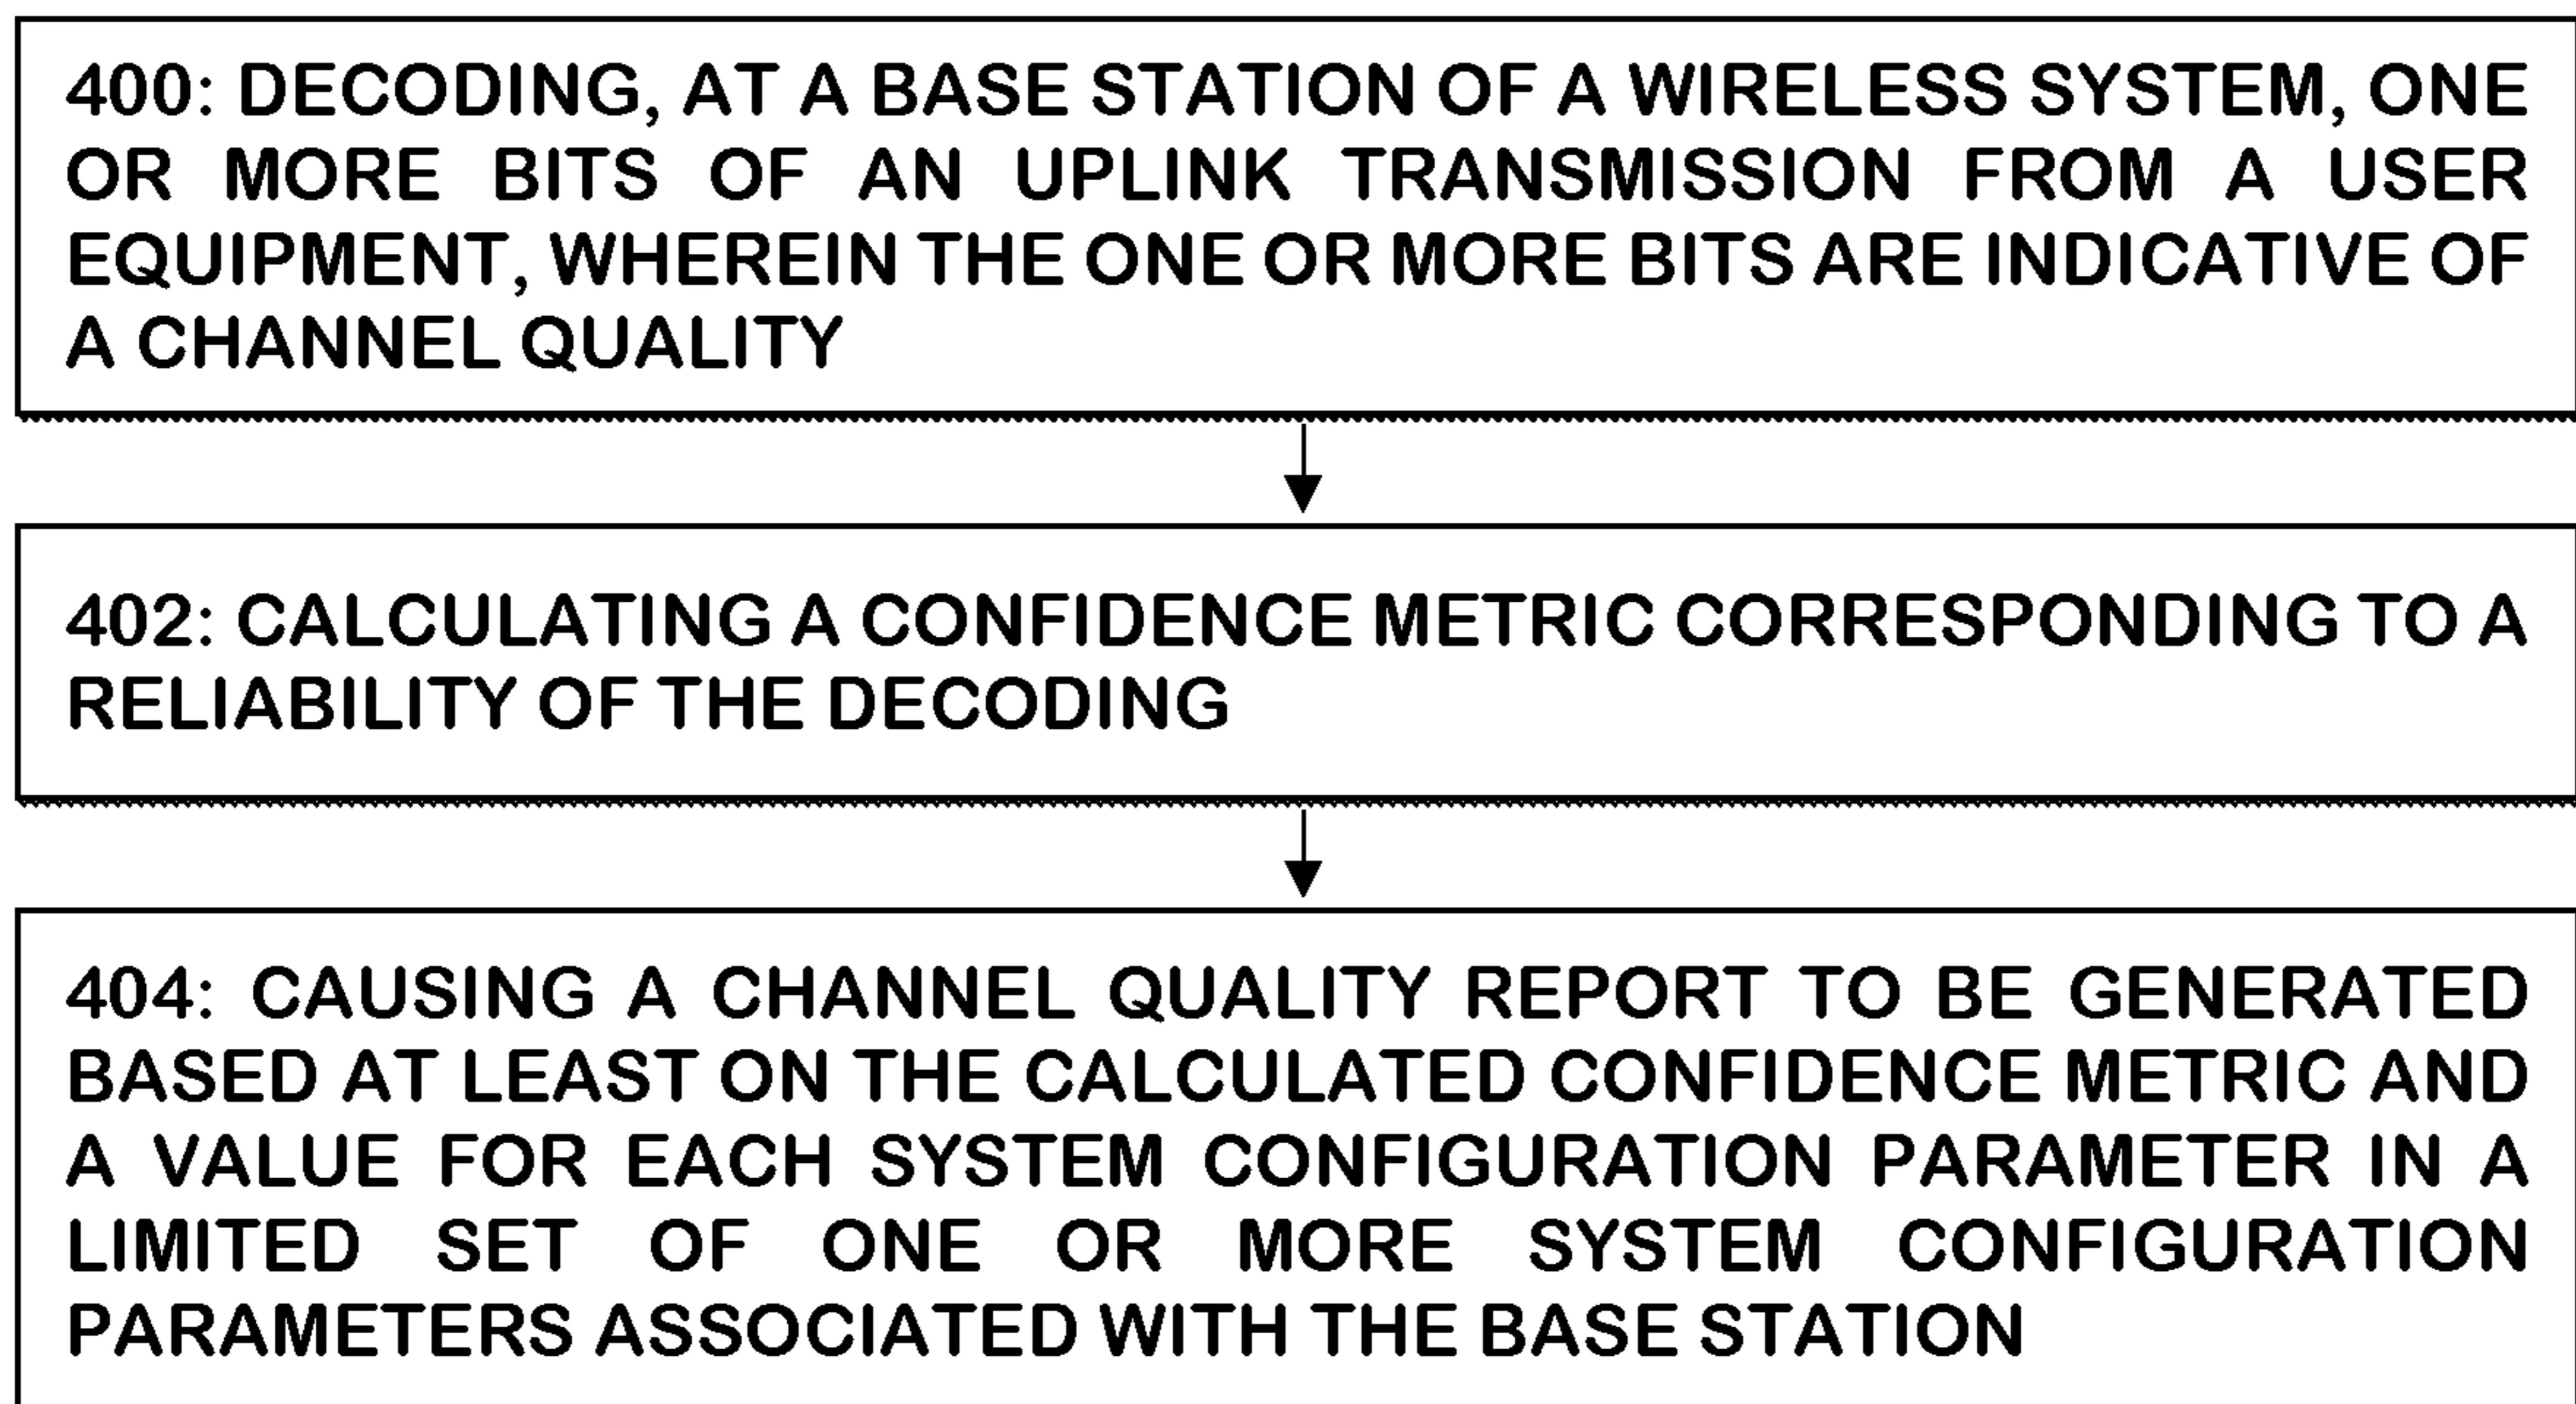 400: DECODING, AT A BASE STATION OF A WIRELESS SYSTEM, ONE
OR MORE BITS OF AN UPLINK TRANSMISSION FROM A USER
EQUIPMENT, WHEREIN THE ONE OR MORE BITS ARE INDICATIVE OF
A CHANNEL QUALITY
402: CALCULATING A CONFIDENCE METRIC CORRESPONDING TO A
RELIABILITY OF THE DECODING
404: CAUSING A CHANNEL QUALITY REPORT TO BE GENERATED
BASED AT LEAST ON THE CALCULATED CONFIDENCE METRIC AND
A VALUE FOR EACH SYSTEM CONFIGURATION PARAMETER IN A
LIMITED SET OF ONE OR MORE SYSTEM CONFIGURATION
PARAMETERS ASSOCIATED WITH THE BASE STATION